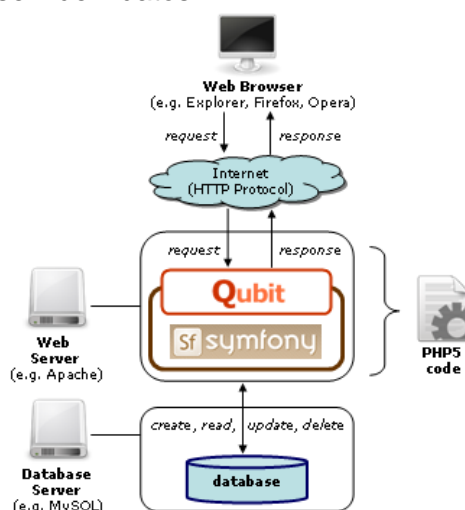 Web Browser
(e.g. Explorer, Firefox, Opera)
request
response
Internet
(HTTP Protocol)
request
response
Qubit
Sf symfony
PHP5
code
Web
Server
(e.g. Apache)
create, read, update, delete
database
Database
Server
(e.g. MySQL)